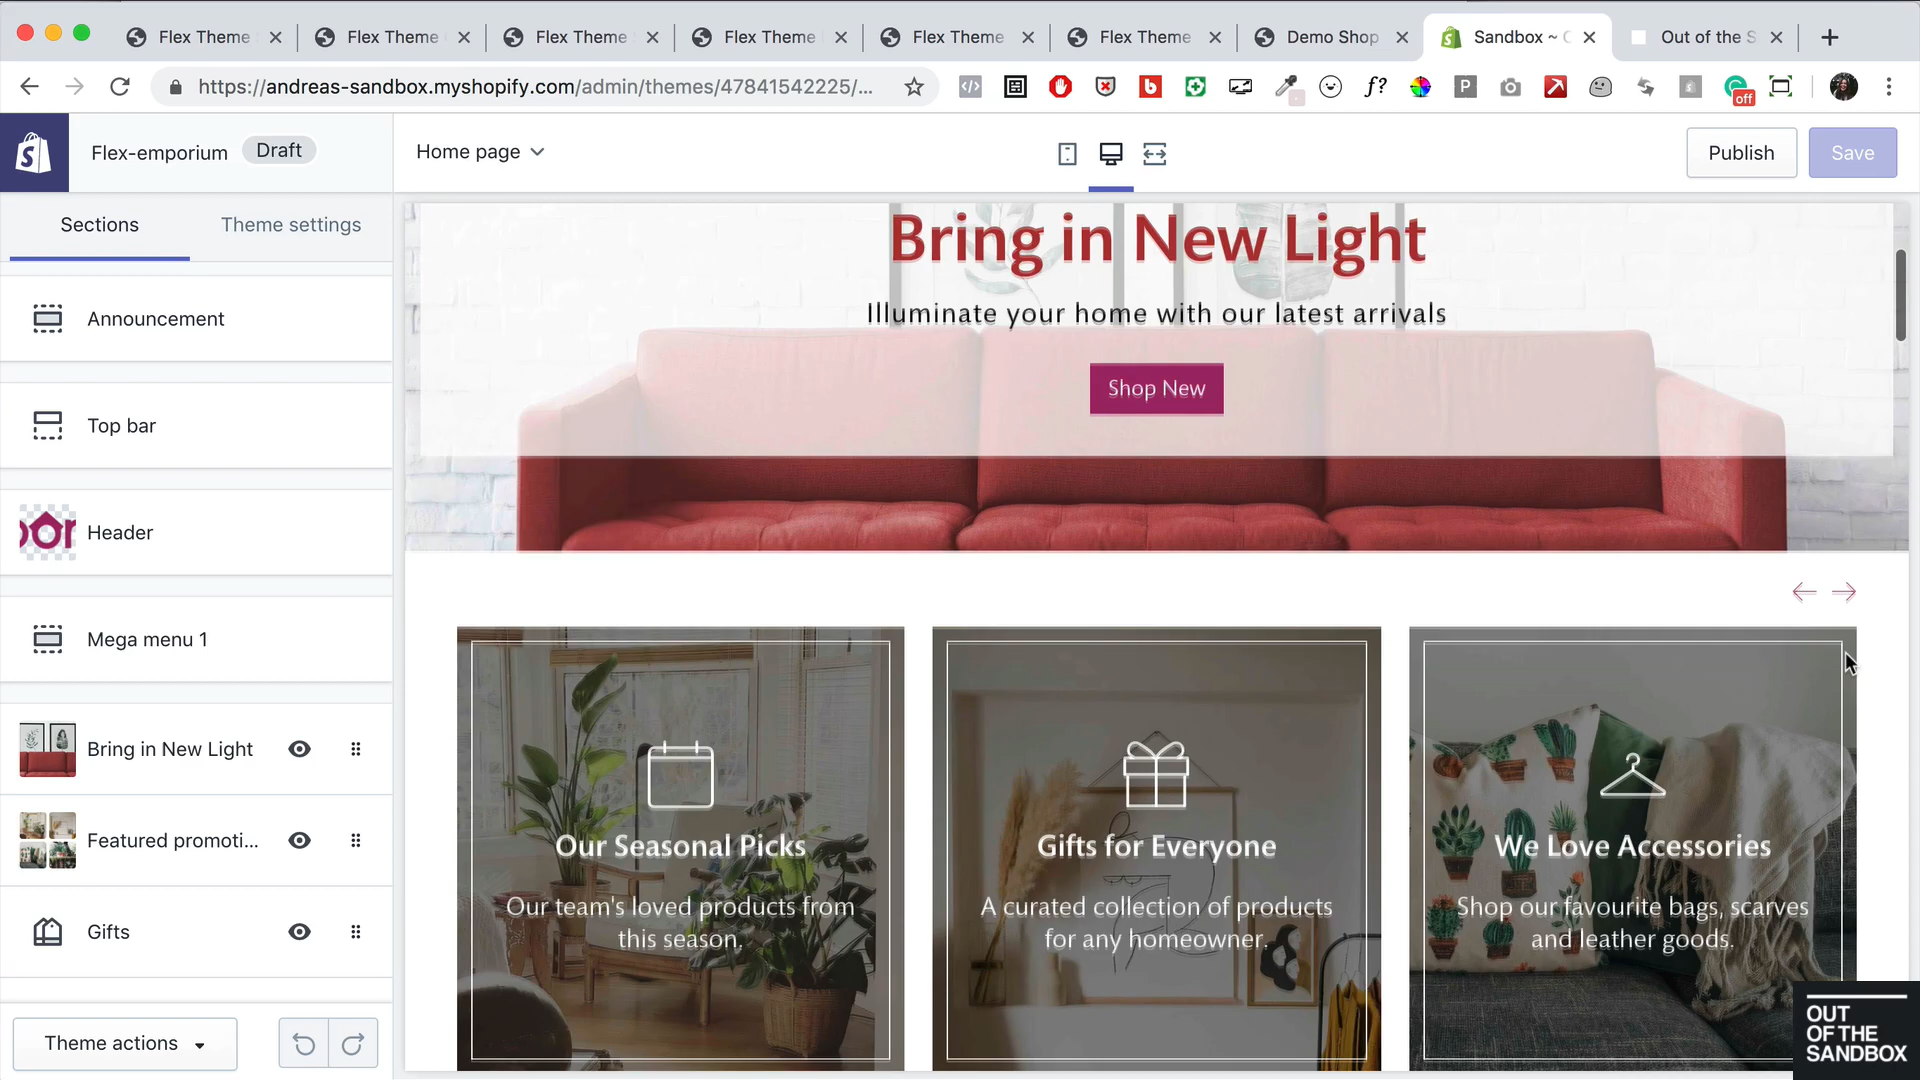 Flex Theme
Flex Theme
Flex Theme
Flex Theme
Flex Theme
Flex Theme
Demo Shop
Sandbox ~
Out of the S
https://andreas-sandbox.myshopify.com/admin/themes/47841542225/...
f?
P
off
Flex-emporium
Draft
Home page
Publish
Save
Sections
Theme settings
Announcement
Top bar
Header
Mega menu 1
Bring in New Light
Featured promoti...
Gifts
Theme actions
Bring in New Light
Illuminate your home with our latest arrivals
Shop New
Our Seasonal Picks
Our team's loved products from
this season.
Gifts for Everyone
A curated collection of products
for any homeowner.
We Love Accessories
Shop our favourite bags, scarves
and leather goods.
OUT
OF THE
SANDBOX